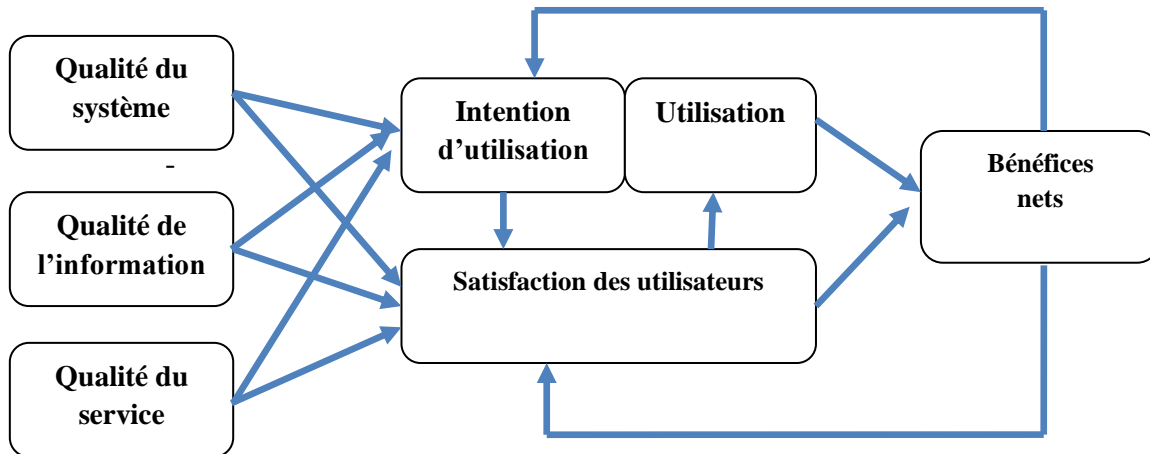 Qualité du
système
-
Qualité de
l’information
Qualité du
service
Intention
d’utilisation
Utilisation
Satisfaction des utilisateurs
Bénéfices
nets